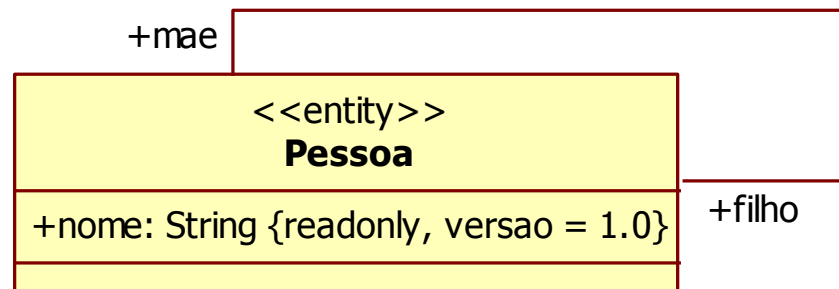 +mae
<<entity>>
Pessoa
+nome: String {readonly, versao = 1.0}
+filho